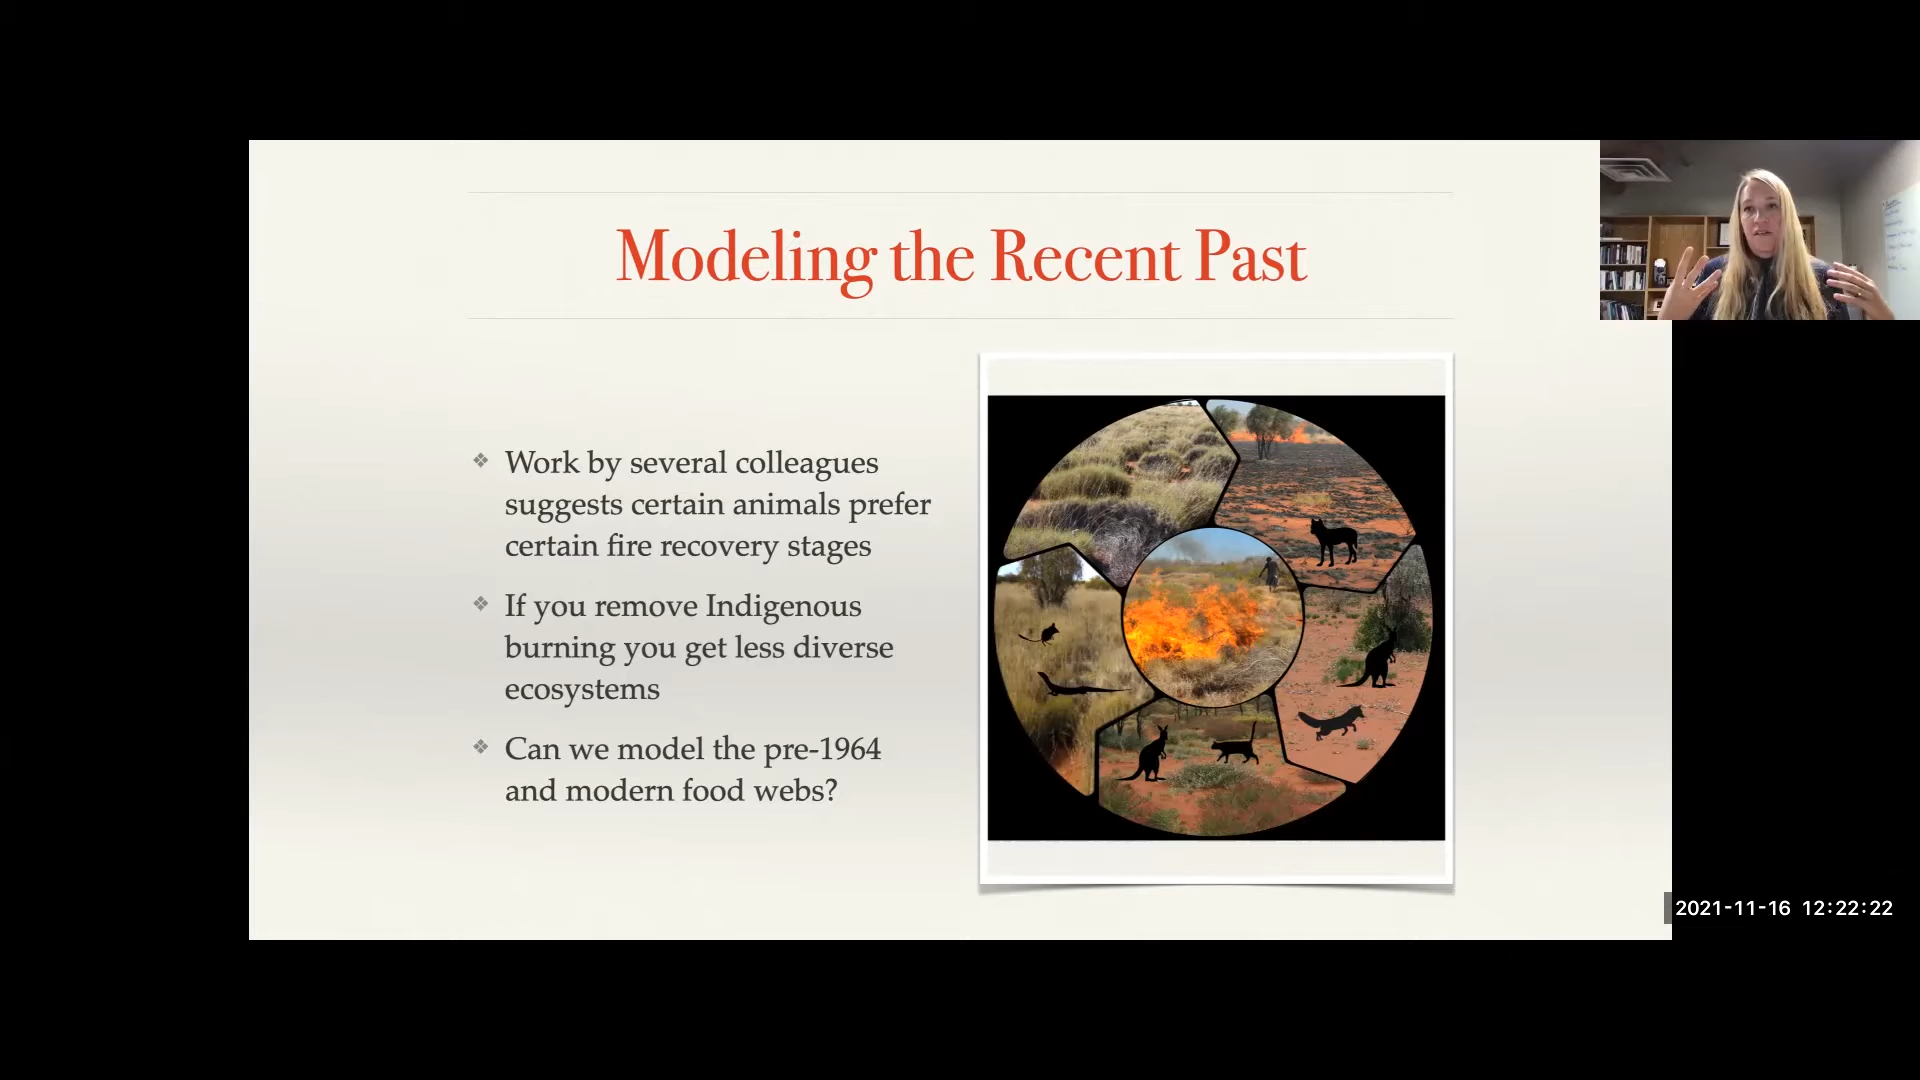 Modeling the Recent Past
❖ Work by several colleagues
suggests certain animals prefer
certain fire recovery stages
❖ If you remove Indigenous
burning you get less diverse
ecosystems
❖ Can we model the pre-1964
and modern food webs?
2021-11-16 12:22:22